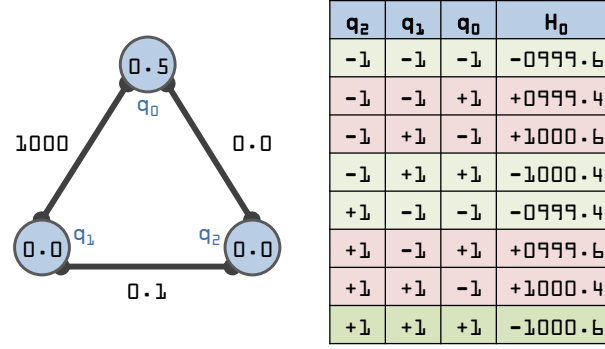 0.5
q₀
1000
0.0
0.0
q₁
q₂
0.0
0.1
q₂ q₁ q₀ H₀
-1 -1 -1 -0999.6
-1 -1 +1 +0999.4
-1 +1 -1 +1000.6
-1 +1 +1 -1000.4
+1 -1 -1 -0999.4
+1 -1 +1 +0999.6
+1 +1 -1 +1000.4
+1 +1 +1 -1000.6